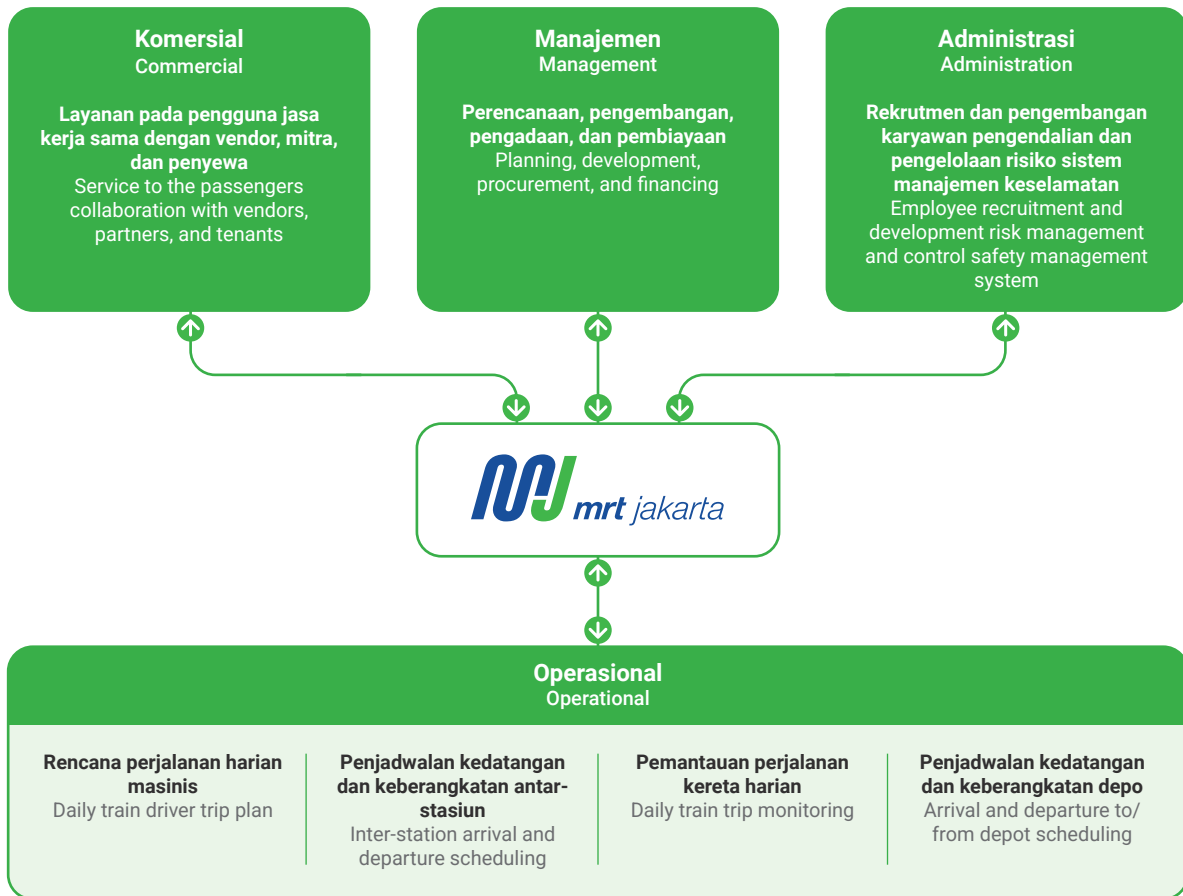 Komersial
Commercial
Layanan pada pengguna jasa
kerja sama dengan vendor, mitra,
dan penyewa
Service to the passengers
collaboration with vendors,
partners, and tenants
Manajemen
Management
Perencanaan, pengembangan,
pengadaan, dan pembiayaan
Planning, development,
procurement, and financing
Administrasi
Administration
Rekrutmen dan pengembangan
karyawan pengendalian dan
pengelolaan risiko sistem
manajemen keselamatan
Employee recruitment and
development risk management
and control safety management
system
mrt jakarta
Operasional
Operational
Rencana perjalanan harian
masinis
Daily train driver trip plan
Penjadwalan kedatangan
dan keberangkatan antar-
stasiun
Inter-station arrival and
departure scheduling
Pemantauan perjalanan
kereta harian
Daily train trip monitoring
Penjadwalan kedatangan
dan keberangkatan depo
Arrival and departure to/
from depot scheduling